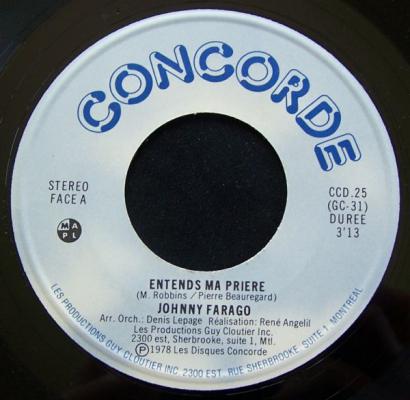 CONCORDE
STEREO
FACE A
CCD.25
(GC-31)
DUREE
3'13
M A
P L
ENTENDS MA PRIERE
(M. Robbins / Pierre Beauregard)
JOHNNY FARAGO
Arr. Orch.: Denis Lepage Réalisation: René Angelil
Les Productions Guy Cloutier Inc.
2300 est, Sherbrooke, suite 1, Mtl.
Ⓟ1978 Les Disques Concorde
LES PRODUCTIONS GUY CLOUTIER INC 2300 EST. RUE SHERBROOKE SUITE 1 MONTREAL